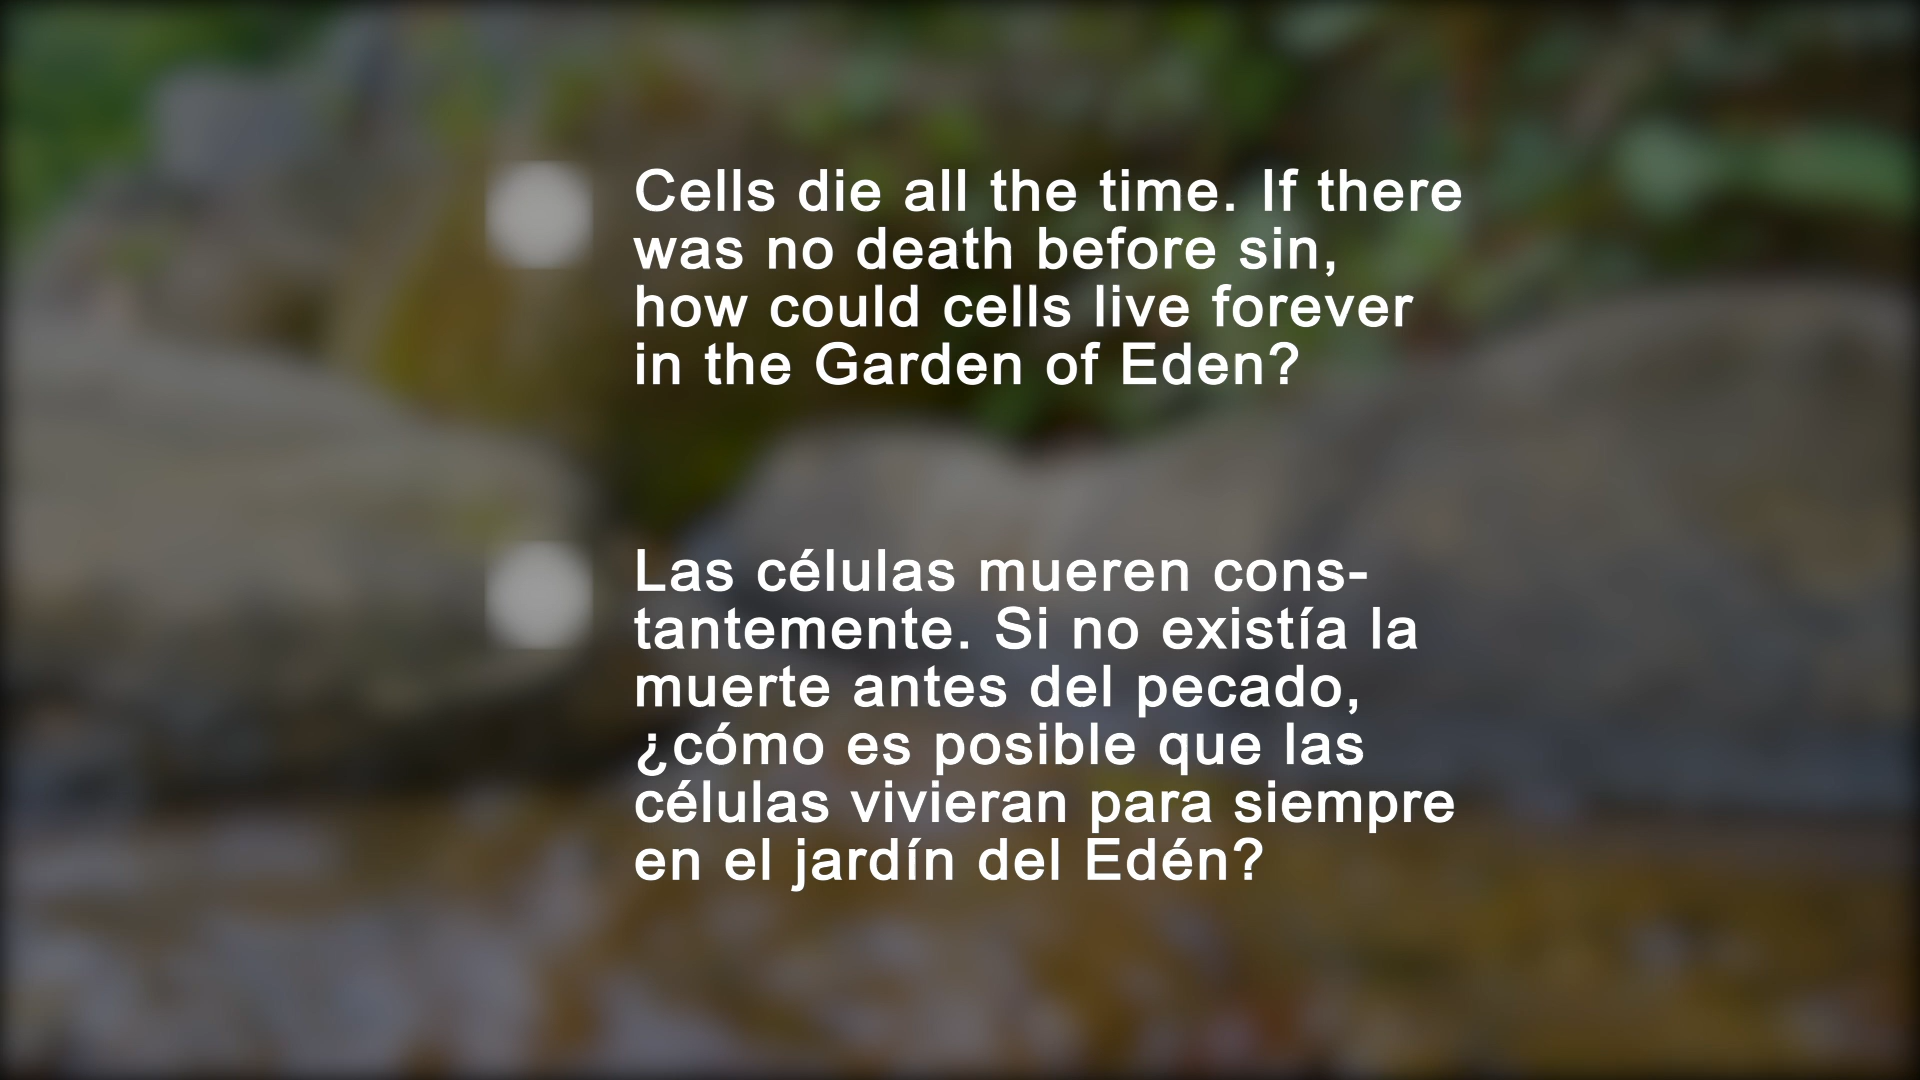 Cells die all the time. If there
was no death before sin,
how could cells live forever
in the Garden of Eden?
Las células mueren cons-
tantemente. Si no existía la
muerte antes del pecado,
¿cómo es posible que las
células vivieran para siempre
en el jardín del Edén?